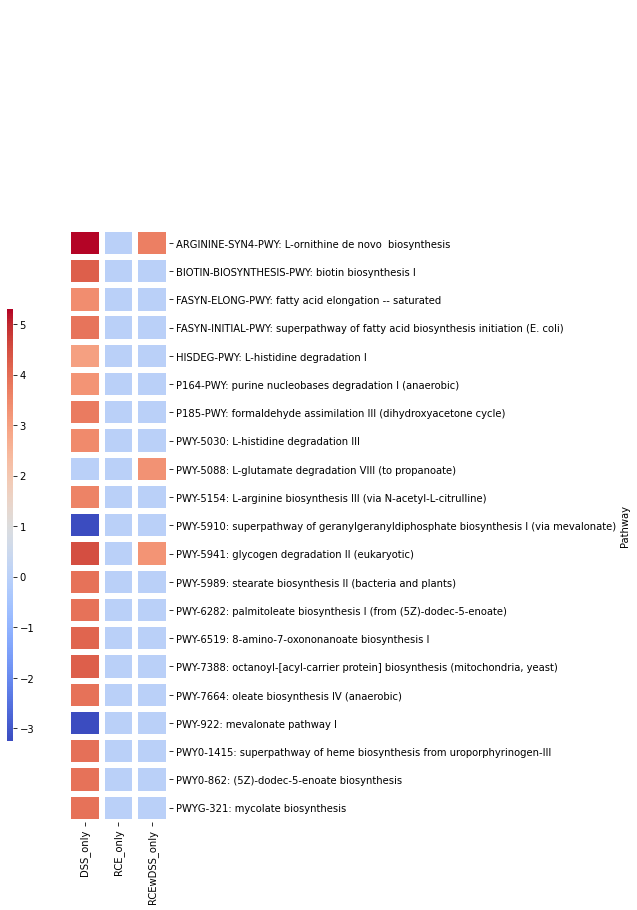 ARGININE-SYN4-PWY: L-ornithine de novo  biosynthesis
BIOTIN-BIOSYNTHESIS-PWY: biotin biosynthesis I
FASYN-ELONG-PWY: fatty acid elongation -- saturated
FASYN-INITIAL-PWY: superpathway of fatty acid biosynthesis initiation (E. coli)
HISDEG-PWY: L-histidine degradation I
P164-PWY: purine nucleobases degradation I (anaerobic)
P185-PWY: formaldehyde assimilation III (dihydroxyacetone cycle)
PWY-5030: L-histidine degradation III
PWY-5088: L-glutamate degradation VIII (to propanoate)
PWY-5154: L-arginine biosynthesis III (via N-acetyl-L-citrulline)
PWY-5910: superpathway of geranylgeranyldiphosphate biosynthesis I (via mevalonate)
PWY-5941: glycogen degradation II (eukaryotic)
PWY-5989: stearate biosynthesis II (bacteria and plants)
PWY-6282: palmitoleate biosynthesis I (from (5Z)-dodec-5-enoate)
PWY-6519: 8-amino-7-oxononanoate biosynthesis I
PWY-7388: octanoyl-[acyl-carrier protein] biosynthesis (mitochondria, yeast)
PWY-7664: oleate biosynthesis IV (anaerobic)
PWY-922: mevalonate pathway I
PWY0-1415: superpathway of heme biosynthesis from uroporphyrinogen-III
PWY0-862: (5Z)-dodec-5-enoate biosynthesis
PWYG-321: mycolate biosynthesis
Pathway
5
4
3
2
1
0
−1
−2
−3
DSS_only
RCE_only
RCEwDSS_only